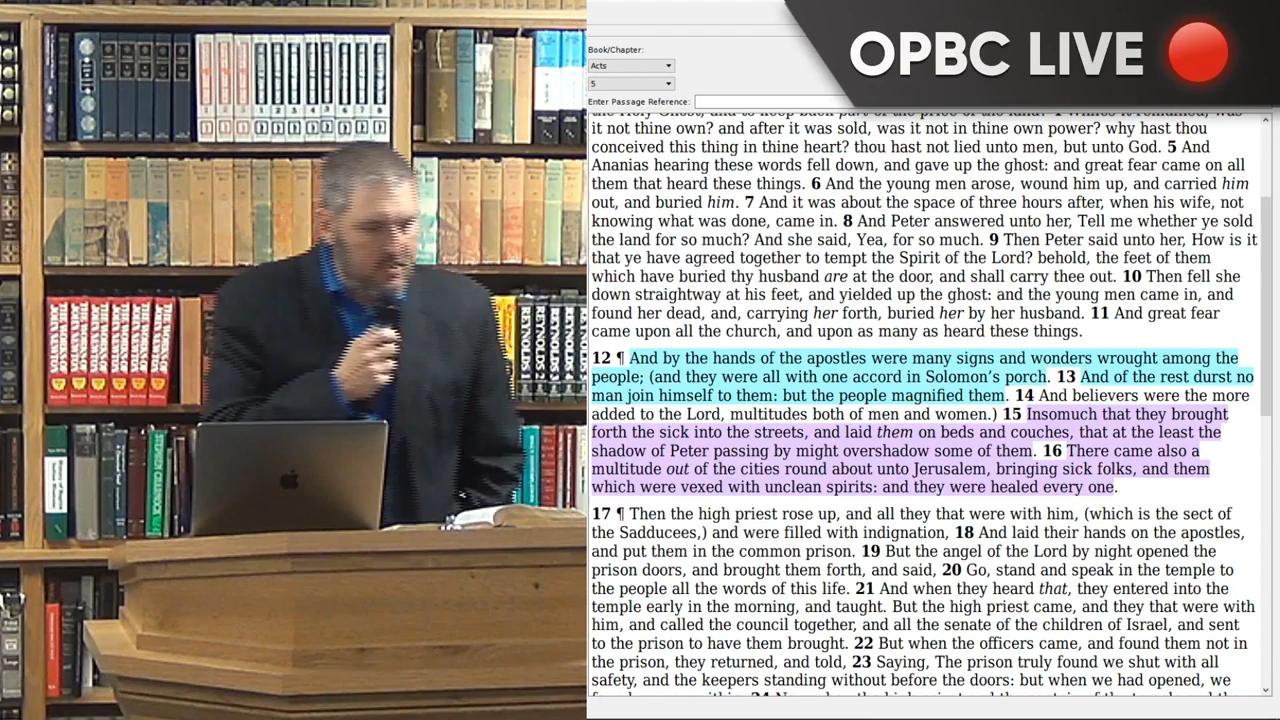 OPBC LIVE
Book/Chapter:
Acts
5
Enter Passage Reference:
it not thine own? and after it was sold, was it not in thine own power? why hast thou
conceived this thing in thine heart? thou hast not lied unto men, but unto God. 5 And
Ananias hearing these words fell down, and gave up the ghost: and great fear came on all
them that heard these things. 6 And the young men arose, wound him up, and carried him
out, and buried him. 7 And it was about the space of three hours after, when his wife, not
knowing what was done, came in. 8 And Peter answered unto her, Tell me whether ye sold
the land for so much? And she said, Yea, for so much. 9 Then Peter said unto her, How is it
that ye have agreed together to tempt the Spirit of the Lord? behold, the feet of them
which have buried thy husband are at the door, and shall carry thee out. 10 Then fell she
down straightway at his feet, and yielded up the ghost: and the young men came in, and
found her dead, and, carrying her forth, buried her by her husband. 11 And great fear
came upon all the church, and upon as many as heard these things.
12 ¶ And by the hands of the apostles were many signs and wonders wrought among the
people; (and they were all with one accord in Solomon's porch. 13 And of the rest durst no
man join himself to them: but the people magnified them. 14 And believers were the more
added to the Lord, multitudes both of men and women.) 15 Insomuch that they brought
forth the sick into the streets, and laid them on beds and couches, that at the least the
shadow of Peter passing by might overshadow some of them. 16 There came also a
multitude out of the cities round about unto Jerusalem, bringing sick folks, and them
which were vexed with unclean spirits: and they were healed every one.
17 ¶ Then the high priest rose up, and all they that were with him, (which is the sect of
the Sadducees,) and were filled with indignation, 18 And laid their hands on the apostles,
and put them in the common prison. 19 But the angel of the Lord by night opened the
prison doors, and brought them forth, and said, 20 Go, stand and speak in the temple to
the people all the words of this life. 21 And when they heard that, they entered into the
temple early in the morning, and taught. But the high priest came, and they that were with
him, and called the council together, and all the senate of the children of Israel, and sent
to the prison to have them brought. 22 But when the officers came, and found them not in
the prison, they returned, and told, 23 Saying, The prison truly found we shut with all
safety, and the keepers standing without before the doors: but when we had opened, we